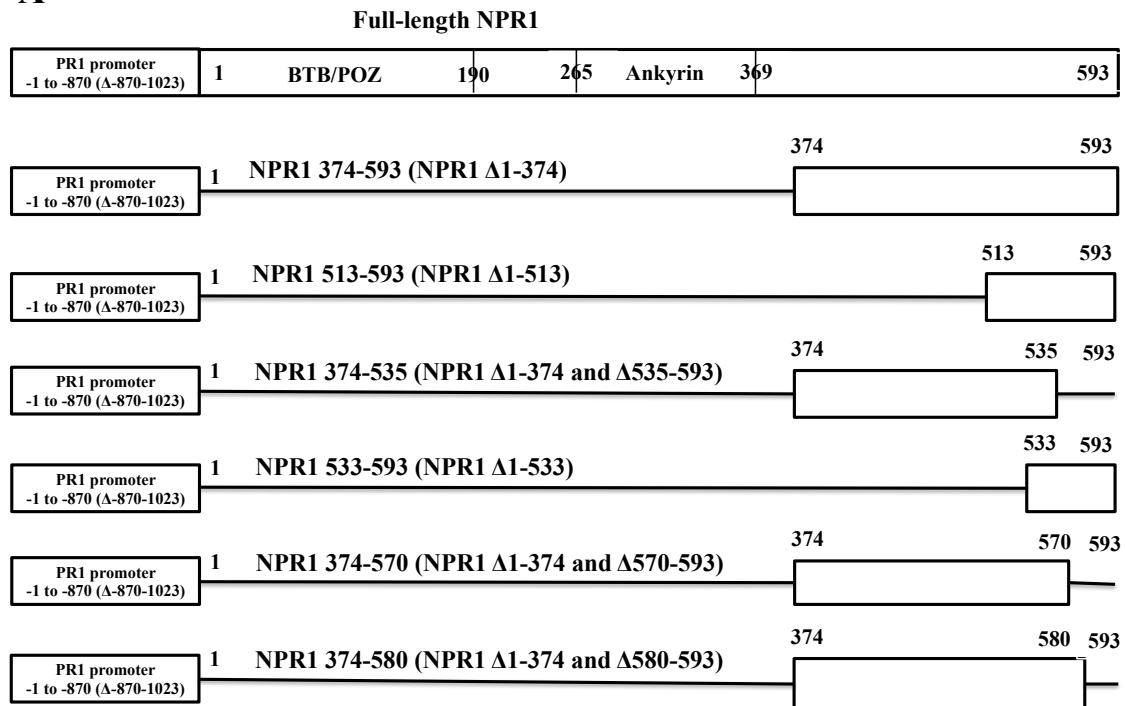 Full-length NPR1
PR1 promoter
-1 to -870 (Δ-870-1023)
1 BTB/POZ 190 265 Ankyrin 369 593
374 593
PR1 promoter
-1 to -870 (Δ-870-1023)
1 NPR1 374-593 (NPR1 Δ1-374)
513 593
PR1 promoter
-1 to -870 (Δ-870-1023)
1 NPR1 513-593 (NPR1 Δ1-513)
374 535 593
PR1 promoter
-1 to -870 (Δ-870-1023)
1 NPR1 374-535 (NPR1 Δ1-374 and Δ535-593)
533 593
PR1 promoter
-1 to -870 (Δ-870-1023)
1 NPR1 533-593 (NPR1 Δ1-533)
374 570 593
PR1 promoter
-1 to -870 (Δ-870-1023)
1 NPR1 374-570 (NPR1 Δ1-374 and Δ570-593)
374 580 593
PR1 promoter
-1 to -870 (Δ-870-1023)
1 NPR1 374-580 (NPR1 Δ1-374 and Δ580-593)